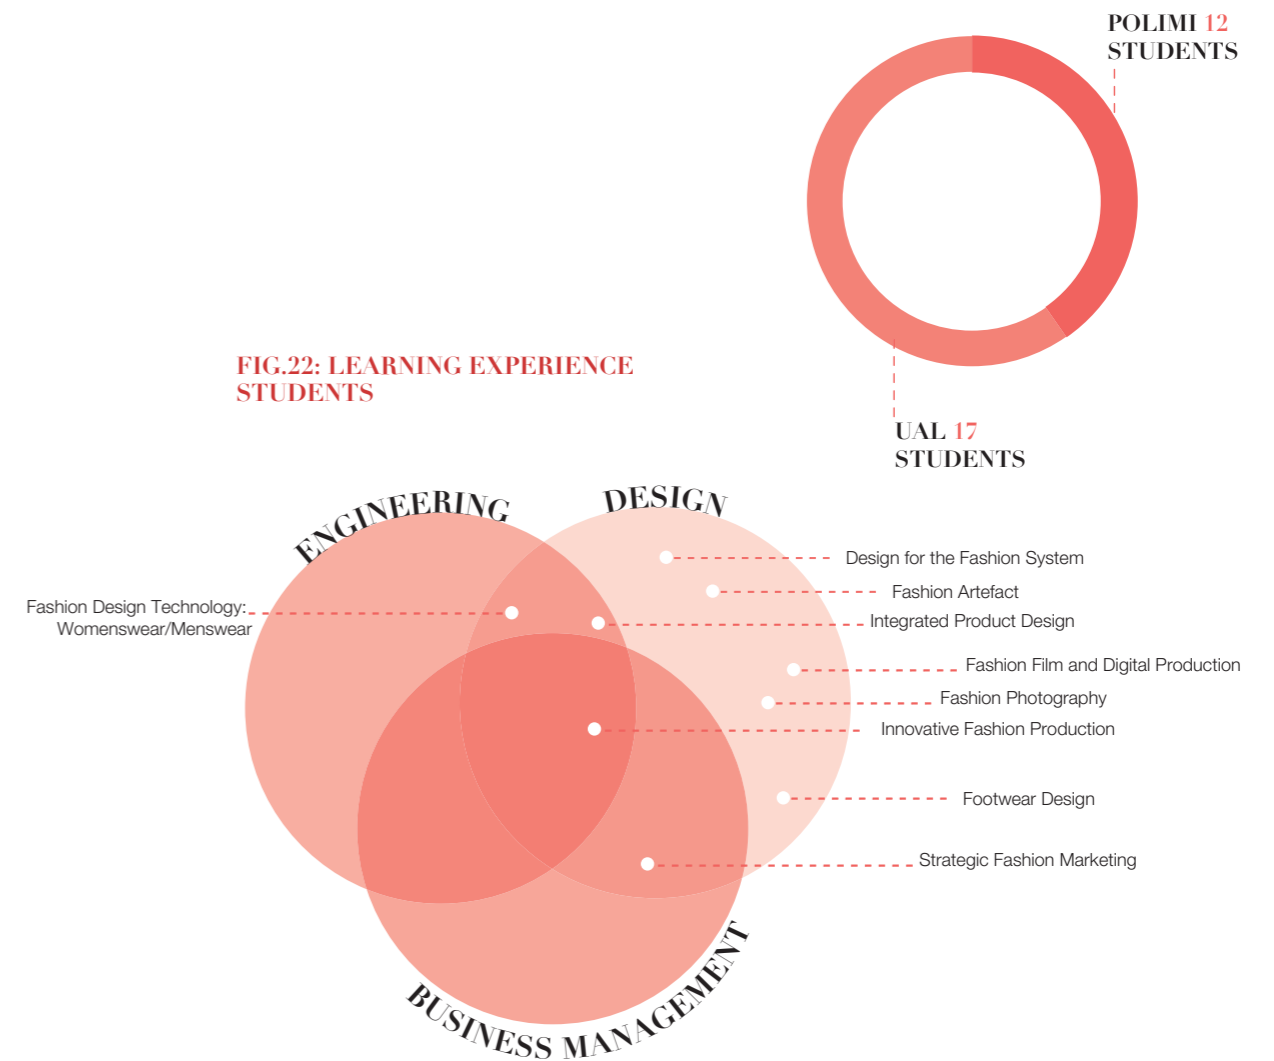 POLIMI 12
STUDENTS
FIG.22: LEARNING EXPERIENCE
STUDENTS
UAL 17
STUDENTS
ENGINEERING
DESIGN
Design for the Fashion System
Fashion Artefact
Fashion Design Technology:
Womenswear/Menswear
Integrated Product Design
Fashion Film and Digital Production
Fashion Photography
Innovative Fashion Production
Footwear Design
Strategic Fashion Marketing
BUSINESS MANAGEMENT